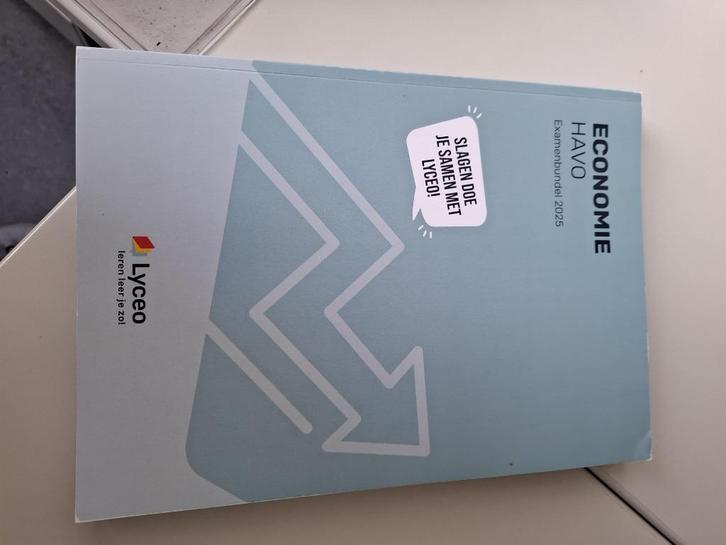 ECONOMIE
HAVO
Examenbundel 2025
SLAGEN DOE
JE SAMEN MET
LYCEO!
Lyceo
leren leer je zo!